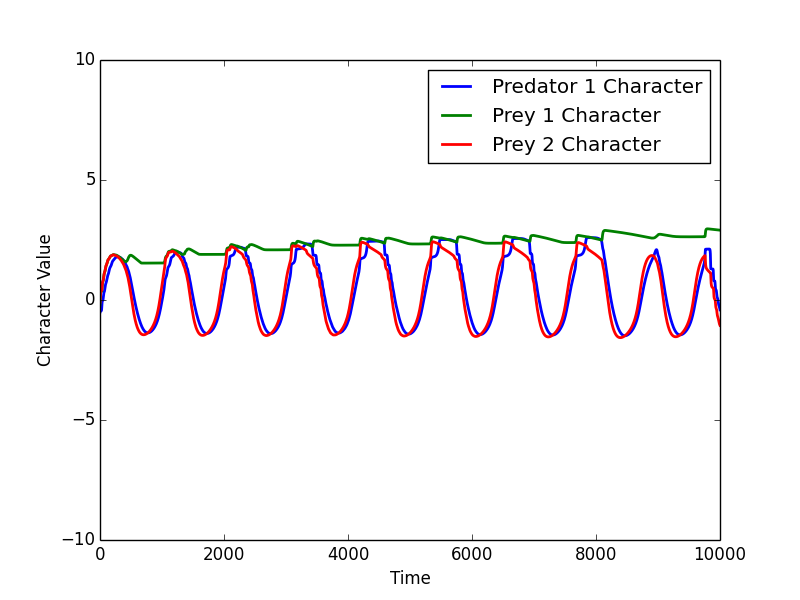 Predator 1 Character
Prey 1 Character
Prey 2 Character
10
5
0
−5
−10
Character Value
0 2000 4000 6000 8000 10000
Time